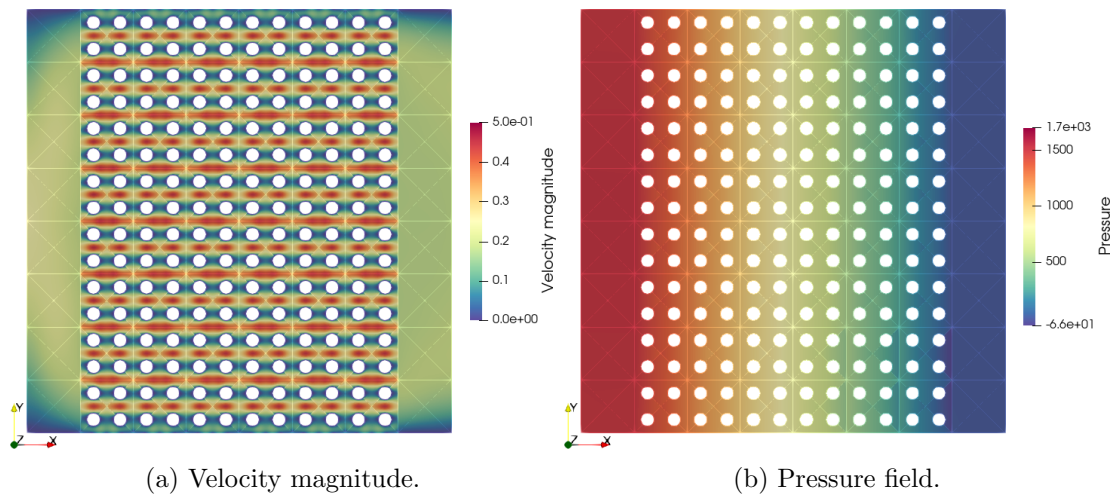 5.0e-01
0.4
0.3
0.2
0.1
0.0e+00
Velocity magnitude
Y
Z X
1.7e+03
1500
1000
500
-6.6e+01
Pressure
Y
Z X
(a) Velocity magnitude.
(b) Pressure field.